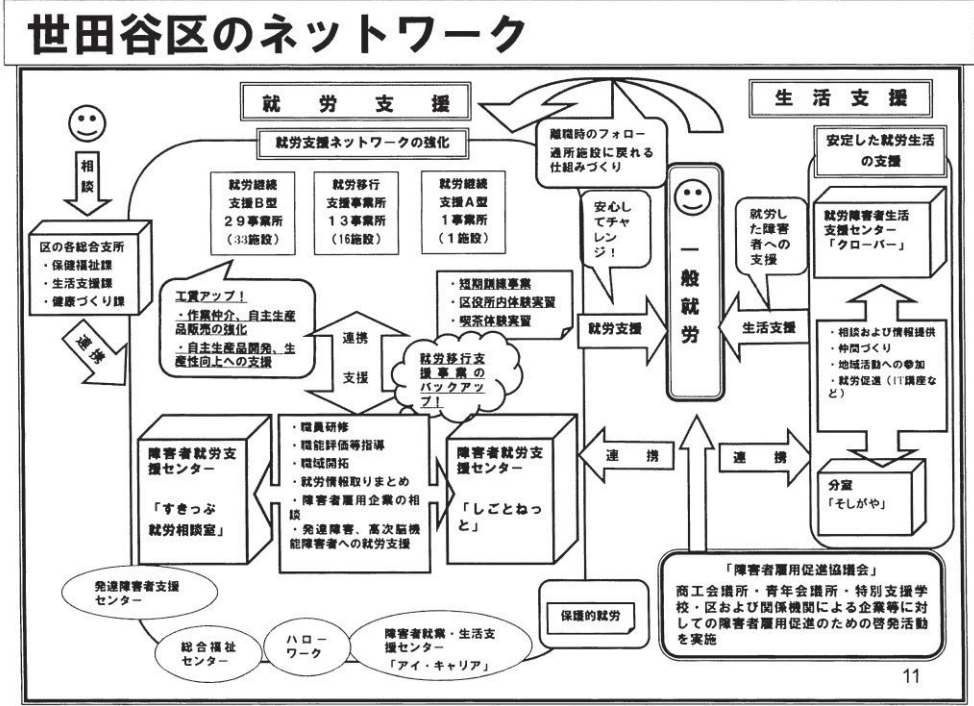 世田谷区のネットワーク
就労支援
生活支援
就労支援ネットワークの強化
離職時のフォロー
通所施設に戻れる
仕組みづくり
安定した就労生活
の支援
相談
就労継続
支援B型
29事業所
(33施設)
就労移行
支援事業所
13事業所
(16施設)
就労継続
支援A型
1事業所
(1施設)
安心し
てチャ
レン
ジ!
一般就労
就労し
た障害
者への
支援
就労障害者生活
支援センター
「クローバー」
区の各総合支所
・保健福祉課
・生活支援課
・健康づくり課
連携
工賃アップ!
・作業仲介、自主生産
品販売の強化
・自主生産品開発、生
産性向上への支援
連携
支援
・短期訓練事業
・区役所内体験実習
・喫茶体験実習
就労移行支
援事業の
バックアッ
プ!
就労支援
生活支援
・相談および情報提供
・仲間づくり
・地域活動への参加
・就労促進(IT講座な
ど)
障害者就労支
援センター
「すきっぷ
就労相談室」
・職員研修
・職能評価等指導
・職域開拓
・就労情報取りまとめ
・障害者雇用企業の相
談
・発達障害、高次脳機
能障害者への就労支援
障害者就労支
援センター
「しごとねっ
と」
連携
連携
分室
「そしがや」
発達障害者支援
センター
総合福祉
センター
ハロー
ワーク
障害者就業・生活支
援センター
「アイ・キャリア」
保護的就労
「障害者雇用促進協議会」
商工会議所・青年会議所・特別支援学
校・区および関係機関による企業等に対
しての障害者雇用促進のための啓発活動
を実施
11